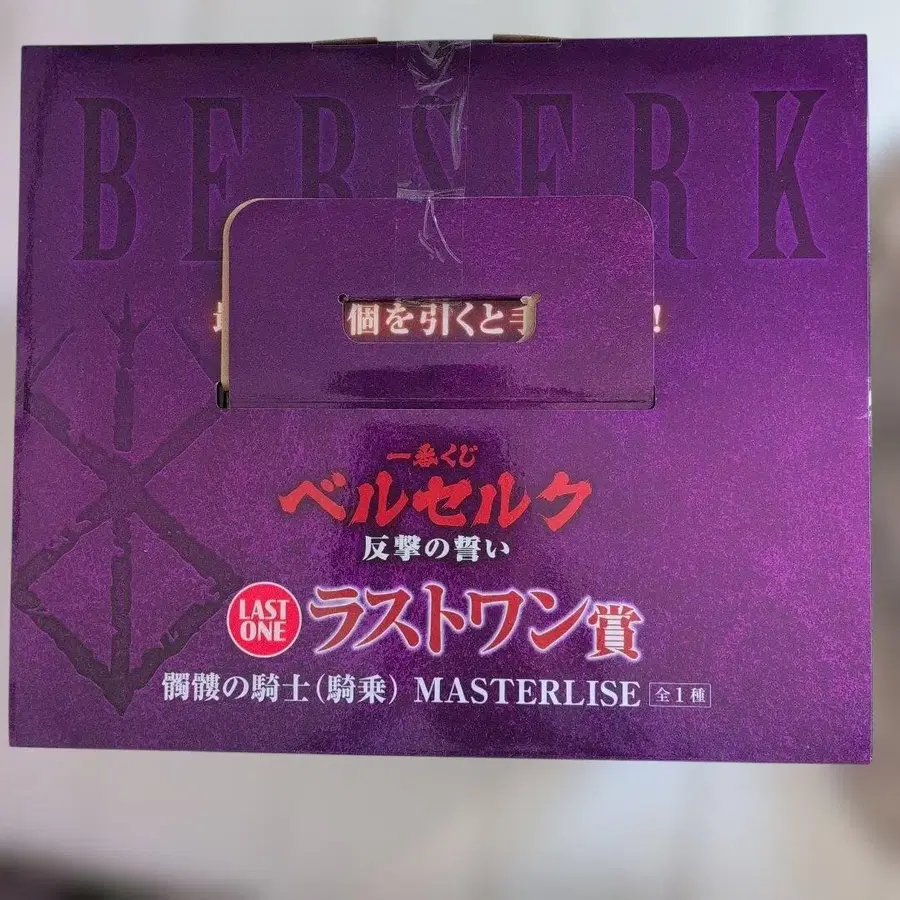 BERSERK
個を引くと
!
一番くじ
ベルセルク
反撃の誓い
LAST
ONE
ラストワン賞
髑髏の騎士(騎乗) MASTERLISE 全1種